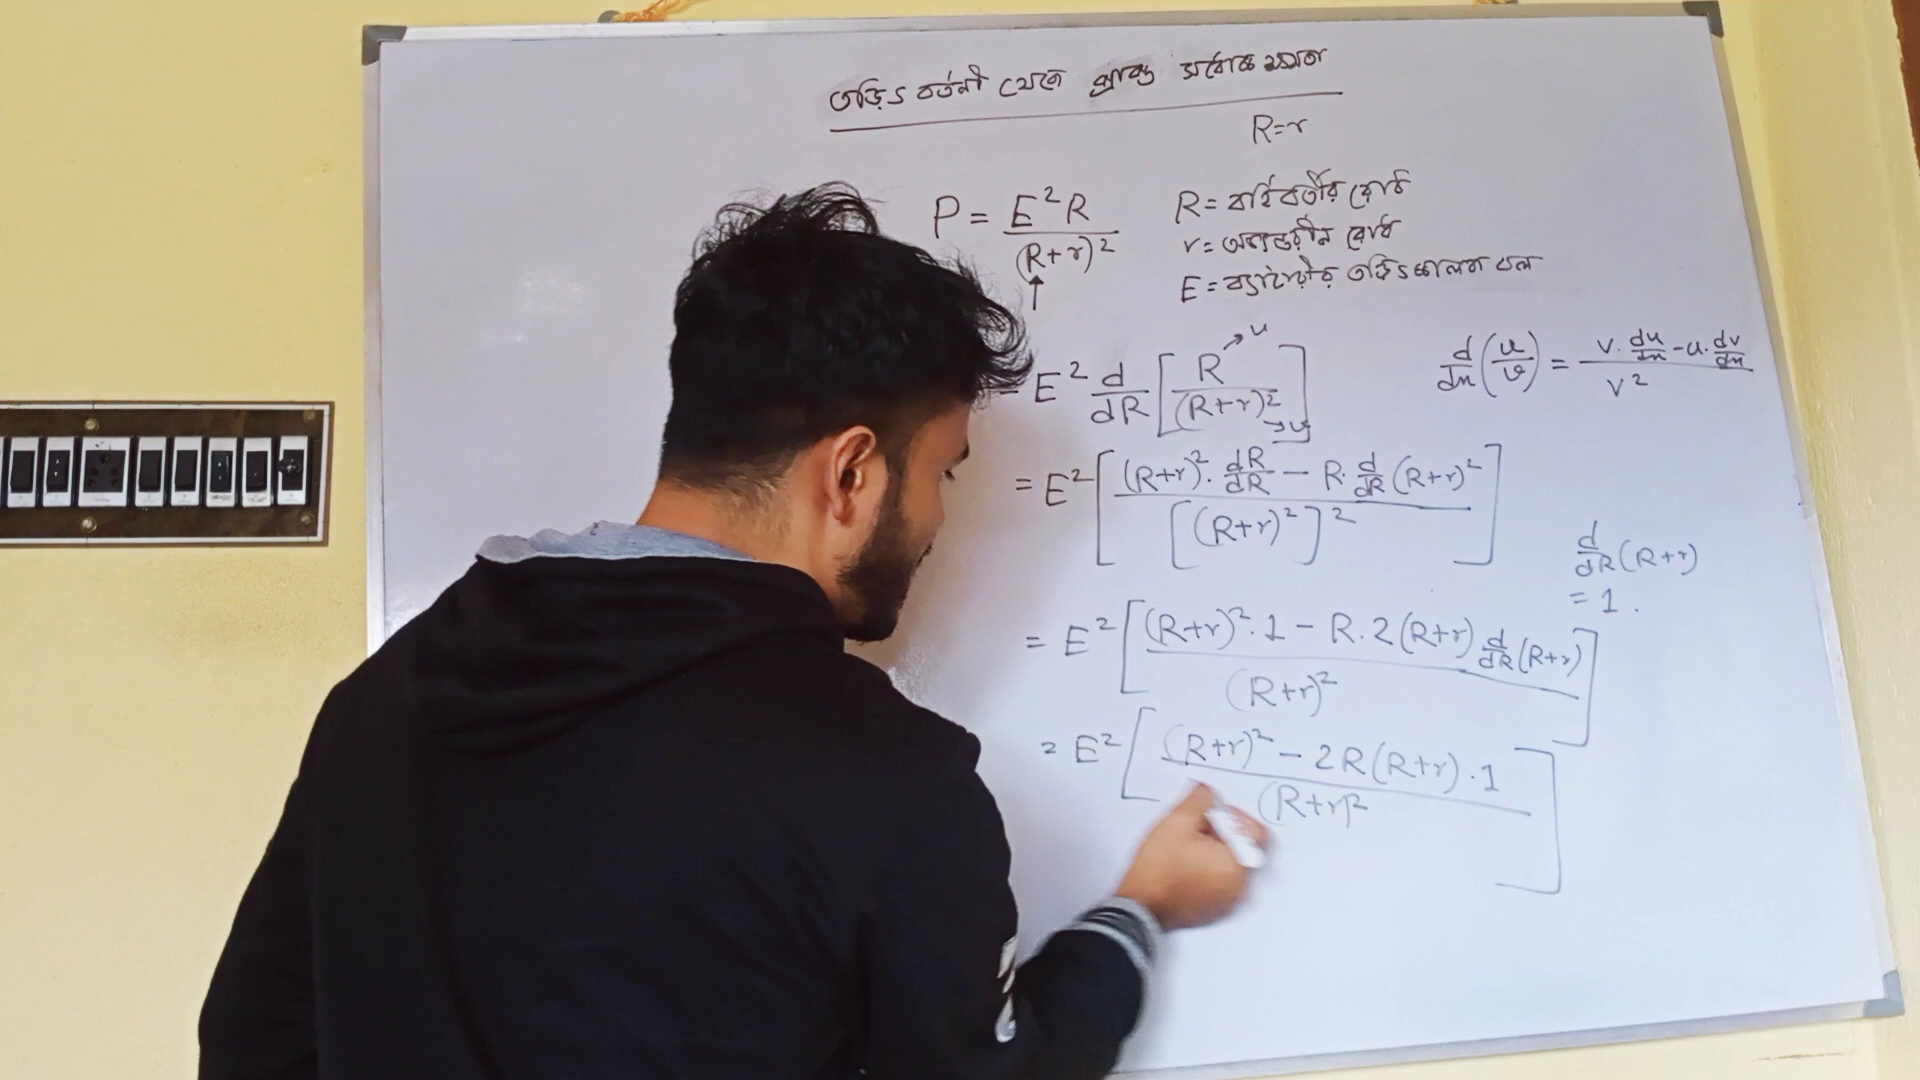 তড়িৎ বর্তনী থেকে প্রাপ্ত সর্বোচ্চ ক্ষমতা
R=r
P = E²R / (R+r)²
R = বহিঃবর্তনীর রোধ
r = অভ্যন্তরীন রোধ
E = ব্যাটারীর তড়িৎচালক বল
↑
= E² d/dR [R / (R+r)²] → u → v
d/dx (u/v) = (v. du/dx - u. dv/dx) / v²
= E² [((R+r)². dR/dR - R. d/dR (R+r)²) / [(R+r)²]²]
d/dR (R+r)
= 1.
= E² [((R+r)². 1 - R. 2(R+r) d/dR (R+r)) / (R+r)²]
= E² [((R+r)² - 2R(R+r) . 1) / (R+r)²]